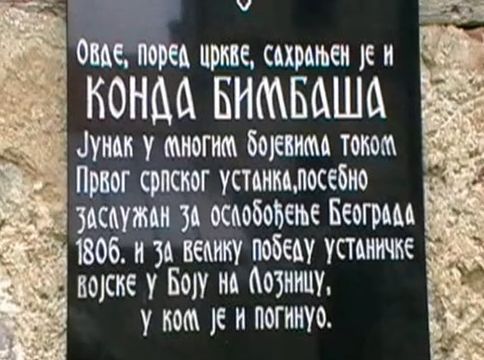 Овде, поред цркве, сахрањен је и
КОНДА БИМБАША
Јунак у многим бојевима током
Првог српског устанка,посебно
заслужан за ослобођење Београда
1806. и за велику победу устаничке
војске у Боју на Лозницу,
у ком је и погинуо.